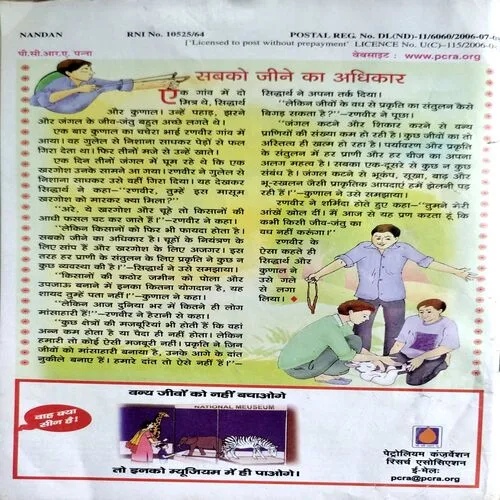 NANDAN RNI No. 10525/64 POSTAL REG. No. DL(ND)-11/6060/2006-07-0
['Licensed to post without prepayment' LICENCE No. U(C)-115/2006-0
पी.सी.आर.ए. पन्ना
वेबसाइट : www.pcra.org
सबको जीने का अधिकार
एक गांव में दो
मित्र थे, सिद्धार्थ
और कुणाल। उन्हें पहाड़, झरने
और जंगल के जीव-जंतु बहुत अच्छे लगते थे।
एक बार कुणाल का चचेरा भाई रणवीर गांव में
आया। वह गुलेल से निशाना साधकर पेड़ों से फल
गिरा देता था। फिर तीनों मजे से उन्हें खाते।
एक दिन तीनों जंगल में घूम रहे थे कि एक
खरगोश उनके सामने आ गया। रणवीर ने गुलेल से
निशाना साधकर उसे वहीं गिरा दिया। यह देखकर
सिद्धार्थ ने कहा–"रणवीर, तुम्हें इस मासूम
खरगोश को मारकर क्या मिला?"
"अरे, ये खरगोश और चूहे तो किसानों की
आधी फसल चट कर जाते हैं।"–रणवीर ने कहा।
"लेकिन किसानों को फिर भी फायदा होता है।
सबको जीने का अधिकार है। चूहों के नियंत्रण के
लिए सांप हैं और खरगोश के लिए अजगर। इस
तरह हर प्राणी के संतुलन के लिए प्रकृति ने कुछ न
कुछ व्यवस्था की है।"–सिद्धार्थ ने उसे समझाया।
"किसानों की कठोर जमीन को पोला और
उपजाऊ बनाने में इनका कितना योगदान है, यह
शायद तुम्हें पता नहीं।"–कुणाल ने कहा।
"लेकिन आज दुनिया भर में कितने ही लोग
मांसाहारी हैं!"–रणवीर ने हैरानी से कहा।
"कुछ क्षेत्रों की मजबूरियां भी होती हैं कि वहां
अन्न कम होता है या पैदा ही नहीं होता। लेकिन
हमारी तो कोई ऐसी मजबूरी नहीं। प्रकृति ने जिन
जीवों को मांसाहारी बनाया है, उनके आगे के दांत
नुकीले बनाए हैं। हमारे दांत तो ऐसे नहीं हैं।"–
सिद्धार्थ ने अपना तर्क दिया।
"लेकिन जीवों के वध से प्रकृति का संतुलन कैसे
बिगड़ सकता है?"–रणवीर ने पूछा।
"जंगल कटने और शिकार करने से वन्य
प्राणियों की संख्या कम हो रही है। कुछ जीवों का तो
अस्तित्व ही खत्म हो रहा है। पर्यावरण और प्रकृति
के संतुलन में हर प्राणी और हर चीज का अपना
अलग महत्व है। सबका एक-दूसरे से कुछ न कुछ
संबंध है। जंगल कटने से भूकंप, सूखा, बाढ़ और
भू-स्खलन जैसी प्राकृतिक आपदाएं हमें झेलनी पड़
रही हैं।"–कुणाल ने उसे समझाया।
रणवीर ने शर्मिंदा होते हुए कहा–"तुमने मेरी
आंखें खोल दीं। मैं आज से यह प्रण करता हूं, कि
कभी किसी जीव-जंतु का
वध नहीं करूंगा।"
रणवीर के
ऐसा कहते ही
सिद्धार्थ और
कुणाल ने
उसे गले
से लगा
लिया।
वन्य जीवों को नहीं बचाओगे
वाह क्या
सीन है!
NATIONAL MEUSEUM
तो इनको म्यूजियम में ही पाओगे।
पेट्रोलियम कंजर्वेशन
रिसर्च एसोसिएशन
ई-मेलः
pcra@pcra.org